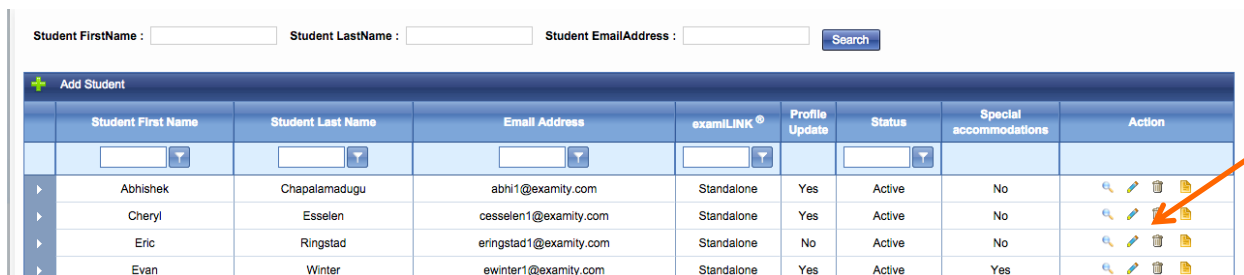 Student FirstName : Student LastName : Student EmailAddress : Search
Add Student
Student First Name Student Last Name Email Address examiLINK ® Profile Update Status Special accommodations Action
Abhishek Chapalamadugu abhi1@examity.com Standalone Yes Active No
Cheryl Esselen cesselen1@examity.com Standalone Yes Active No
Eric Ringstad eringstad1@examity.com Standalone No Active No
Evan Winter ewinter1@examity.com Standalone Yes Active Yes